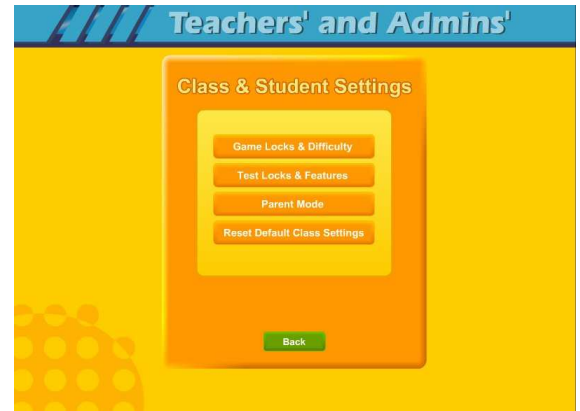 Teachers' and Admins'
Class & Student Settings
Game Locks & Difficulty
Test Locks & Features
Parent Mode
Reset Default Class Settings
Back